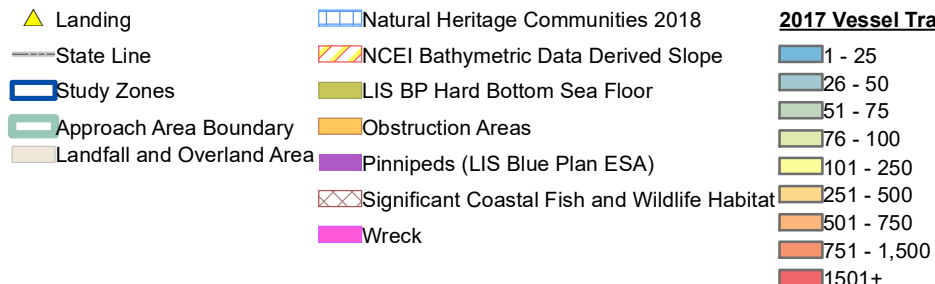 Landing
State Line
Study Zones
Approach Area Boundary
Landfall and Overland Area
Natural Heritage Communities 2018
NCEI Bathymetric Data Derived Slope
LIS BP Hard Bottom Sea Floor
Obstruction Areas
Pinnipeds (LIS Blue Plan ESA)
Significant Coastal Fish and Wildlife Habitat
Wreck
2017 Vessel Tra
1 - 25
26 - 50
51 - 75
76 - 100
101 - 250
251 - 500
501 - 750
751 - 1,500
1501+